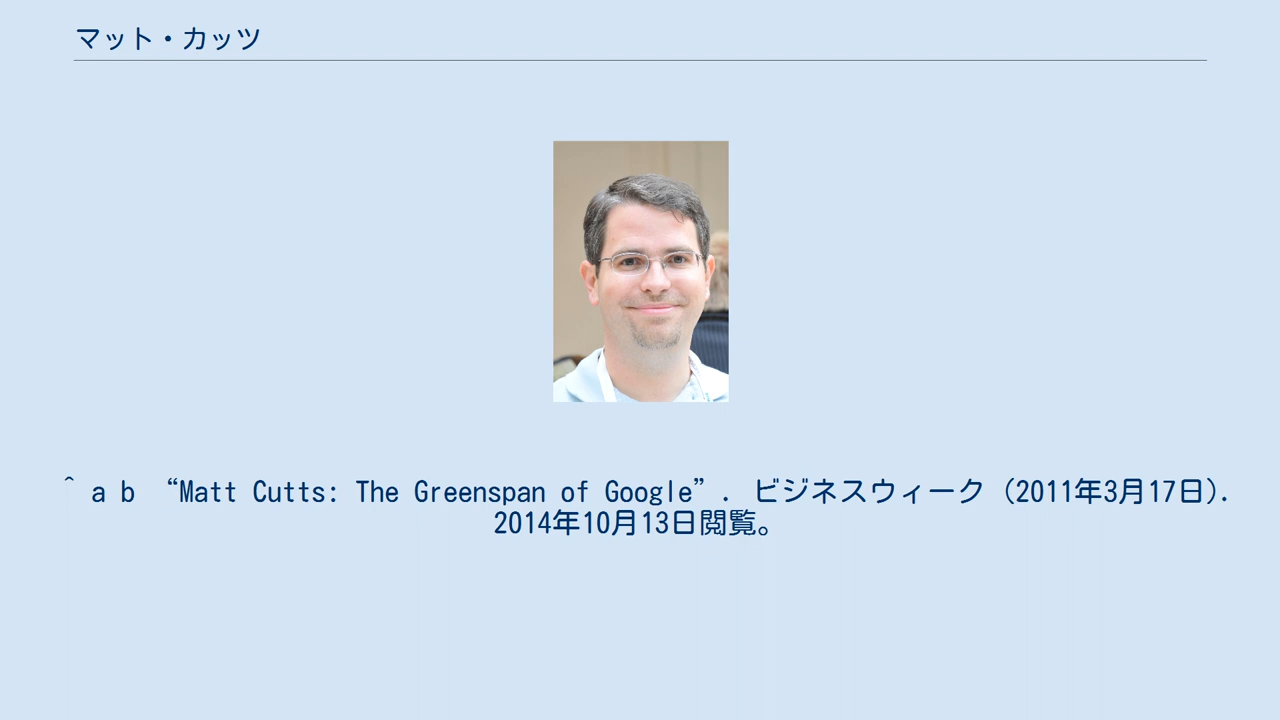 マット・カッツ
^ a b “Matt Cutts: The Greenspan of Google”. ビジネスウィーク (2011年3月17日).
2014年10月13日閲覧。